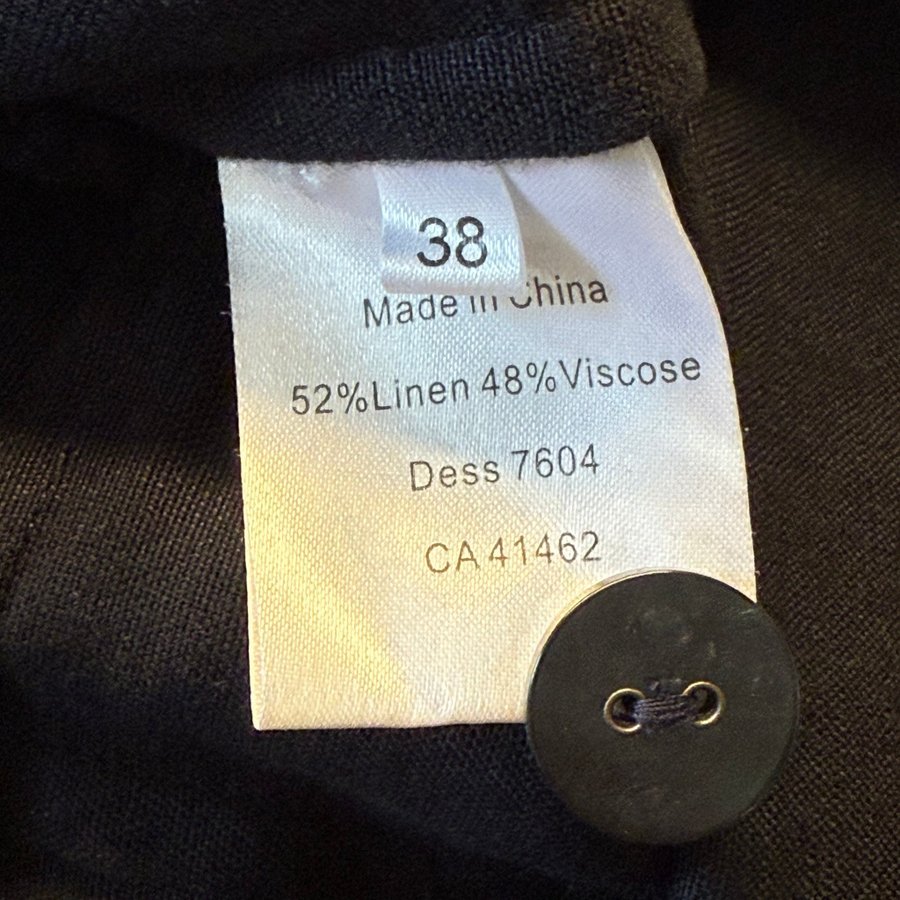 38
Made in China
52%Linen 48%Viscose
Dess 7604
CA 41462